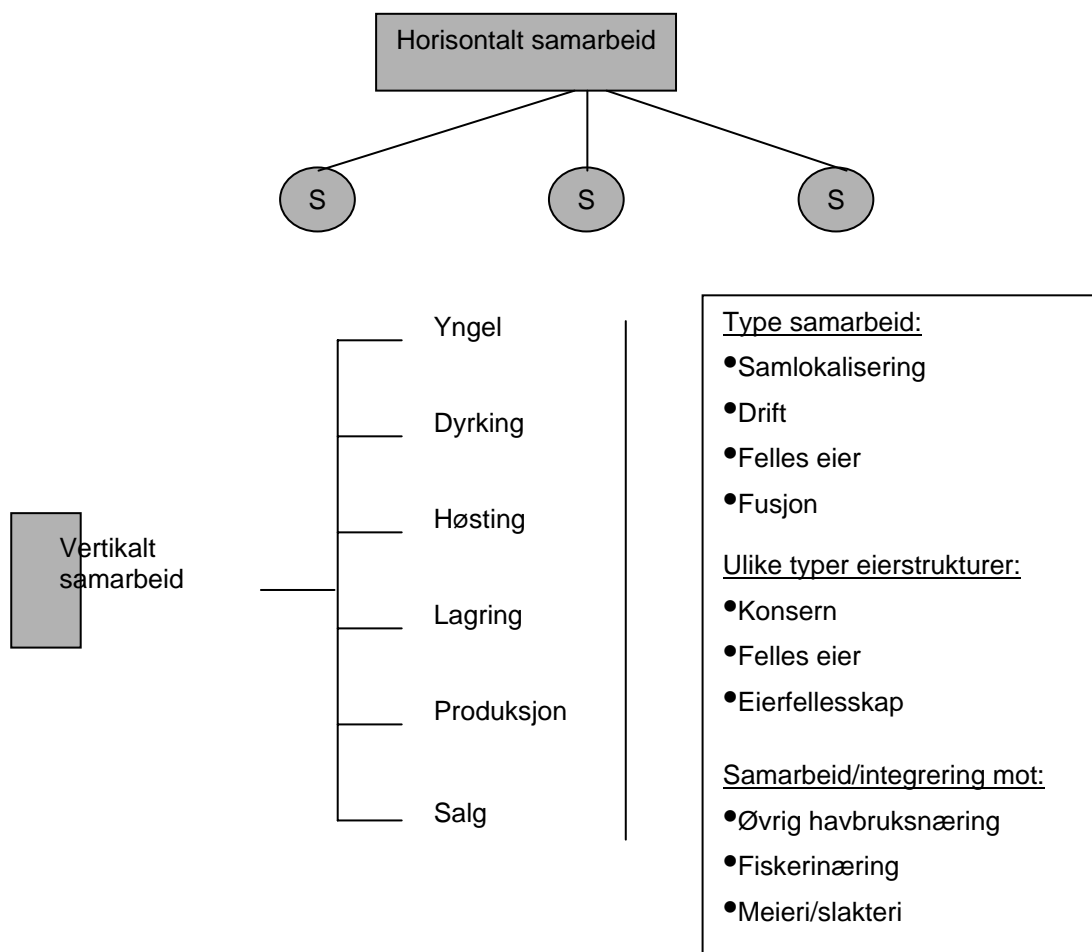 Horisontalt samarbeid
S
S
S
Yngel
Dyrking
Høsting
Vertikalt
samarbeid
Lagring
Produksjon
Salg
Type samarbeid:
•Samlokalisering
•Drift
•Felles eier
•Fusjon
Ulike typer eierstrukturer:
•Konsern
•Felles eier
•Eierfellesskap
Samarbeid/integrering mot:
•Øvrig havbruksnæring
•Fiskerinæring
•Meieri/slakteri